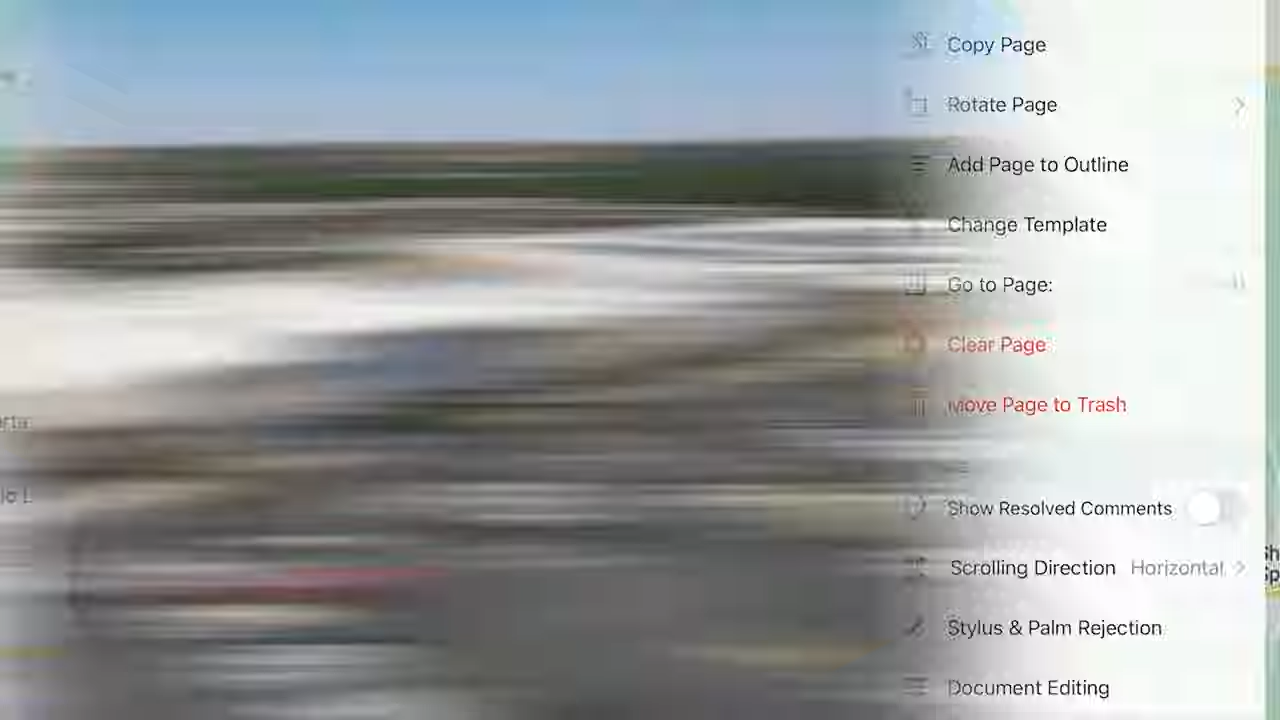 Copy Page
Rotate Page
Add Page to Outline
Change Template
Go to Page:
Clear Page
Move Page to Trash
Show Resolved Comments
Scrolling Direction Horizontal
Stylus & Palm Rejection
Document Editing